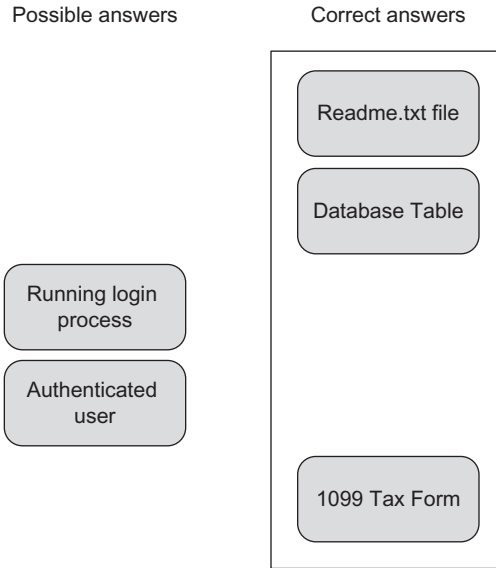 Possible answers
Correct answers
Readme.txt file
Database Table
Running login
process
Authenticated
user
1099 Tax Form